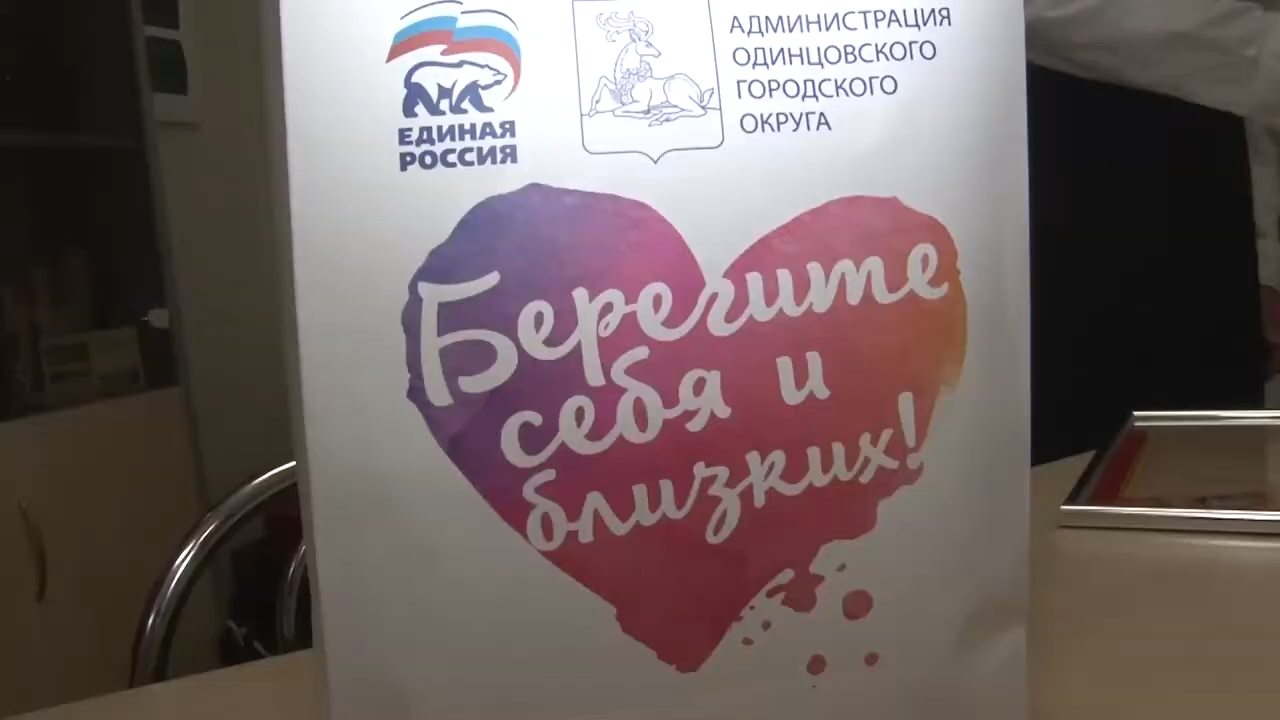 ЕДИНАЯ
РОССИЯ
АДМИНИСТРАЦИЯ
ОДИНЦОВСКОГО
ГОРОДСКОГО
ОКРУГА
Берегите
себя и
близких!